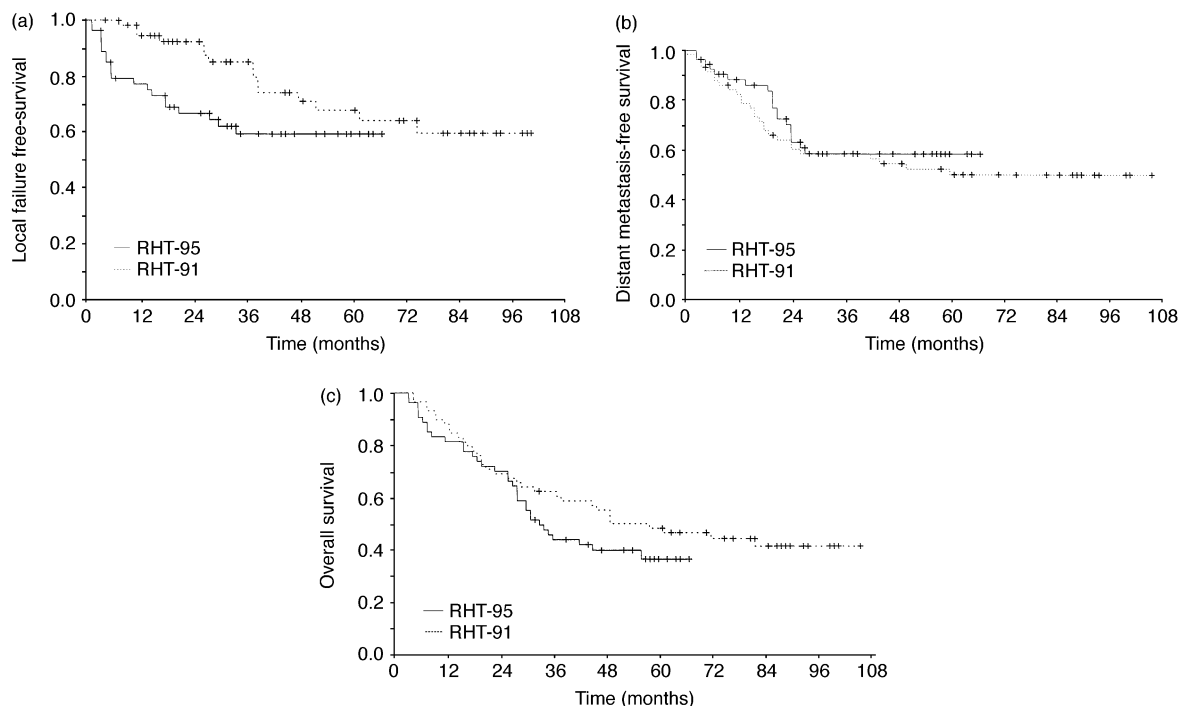 (a)
Local failure free-survival
1.0
0.8
0.6
0.4
0.2
0.0
RHT-95
RHT-91
0 12 24 36 48 60 72 84 96 108
Time (months)
(b)
Distant metastasis-free survival
1.0
0.8
0.6
0.4
0.2
0.0
RHT-95
RHT-91
0 12 24 36 48 60 72 84 96 108
Time (months)
(c)
Overall survival
1.0
0.8
0.6
0.4
0.2
0.0
RHT-95
RHT-91
0 12 24 36 48 60 72 84 96 108
Time (months)